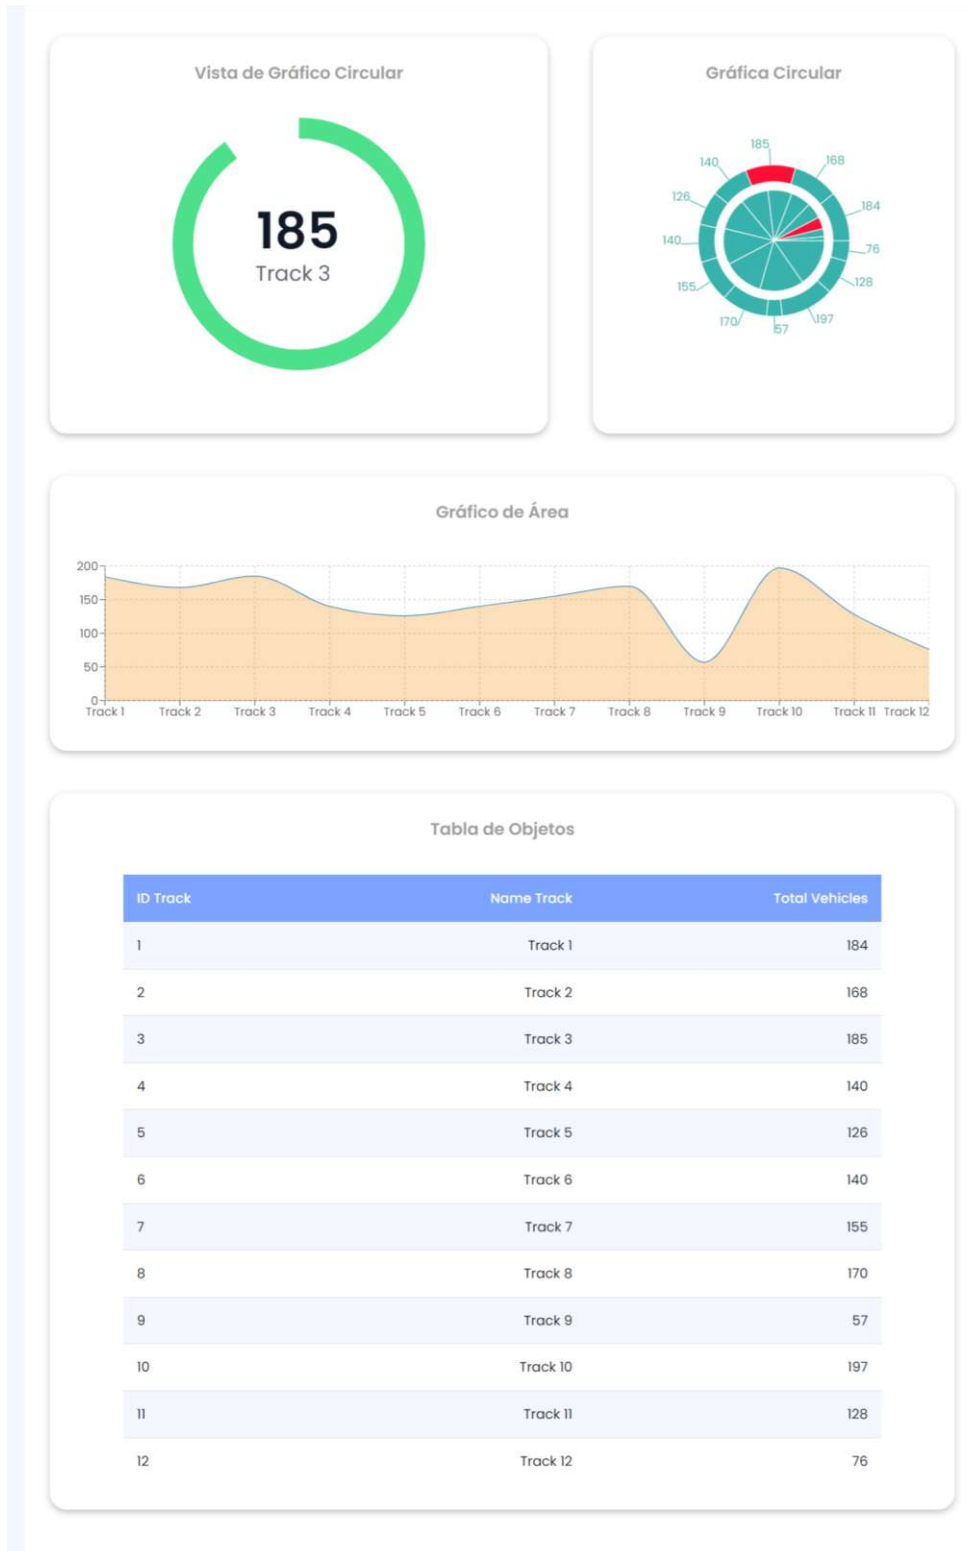 Vista de Gráfico Circular
185
Track 3
Gráfica Circular
185
140
168
126
184
140
76
155
128
170
57
197
Gráfico de Área
200
150
100
50
0
Track 1 Track 2 Track 3 Track 4 Track 5 Track 6 Track 7 Track 8 Track 9 Track 10 Track 11 Track 12
Tabla de Objetos
ID Track Name Track Total Vehicles
1 Track 1 184
2 Track 2 168
3 Track 3 185
4 Track 4 140
5 Track 5 126
6 Track 6 140
7 Track 7 155
8 Track 8 170
9 Track 9 57
10 Track 10 197
11 Track 11 128
12 Track 12 76